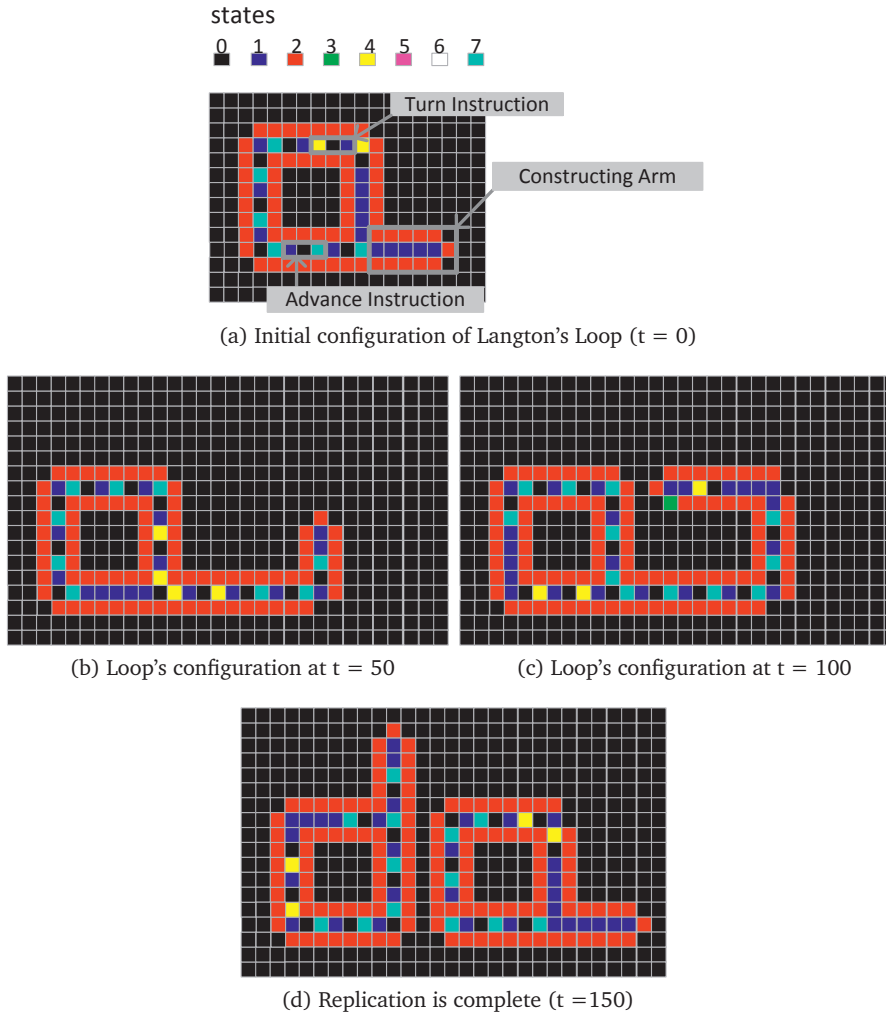 states
0 1 2 3 4 5 6 7
Turn Instruction
Constructing Arm
Advance Instruction
(a) Initial configuration of Langton's Loop (t = 0)
(b) Loop's configuration at t = 50
(c) Loop's configuration at t = 100
(d) Replication is complete (t =150)